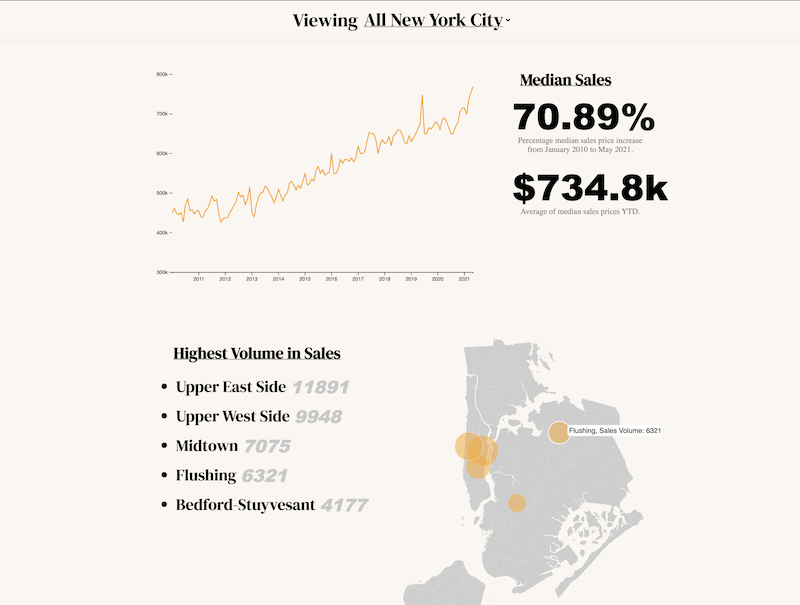 Viewing All New York City
800k
700k
600k
500k
400k
300k
2011 2012 2013 2014 2015 2016 2017 2018 2019 2020 2021
Median Sales
70.89%
Percentage median sales price increase
from January 2010 to May 2021.
$734.8k
Average of median sales prices YTD.
Highest Volume in Sales
Upper East Side 11891
Upper West Side 9948
Midtown 7075
Flushing 6321
Bedford-Stuyvesant 4177
Flushing, Sales Volume: 6321